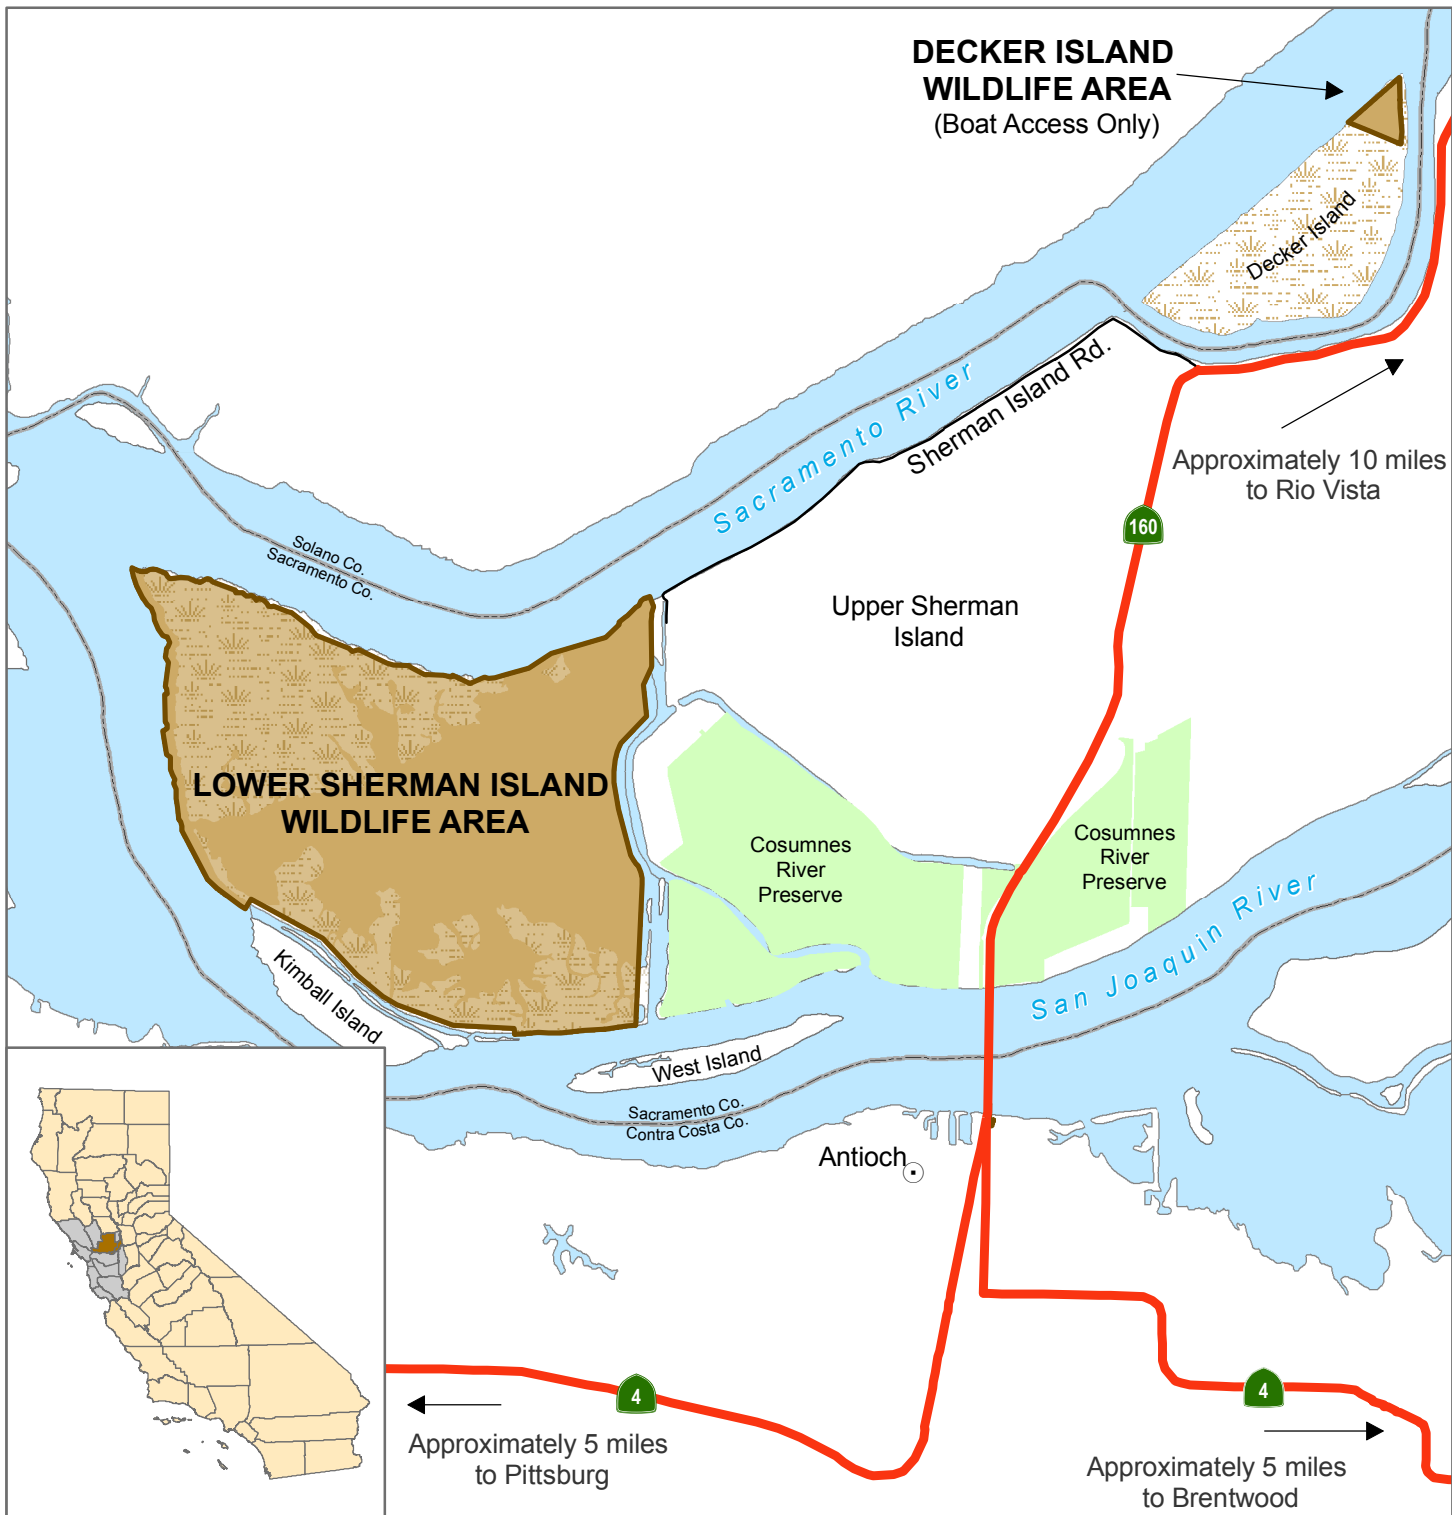 DECKER ISLAND
WILDLIFE AREA
(Boat Access Only)
Decker Island
Sacramento River
Sherman Island Rd.
Approximately 10 miles
to Rio Vista
160
Solano Co.
Sacramento Co.
Upper Sherman
Island
LOWER SHERMAN ISLAND
WILDLIFE AREA
Cosumnes
River
Preserve
Cosumnes
River
Preserve
San Joaquin River
Kimball Island
West Island
Sacramento Co.
Contra Costa Co.
Antioch
4
Approximately 5 miles
to Pittsburg
4
Approximately 5 miles
to Brentwood